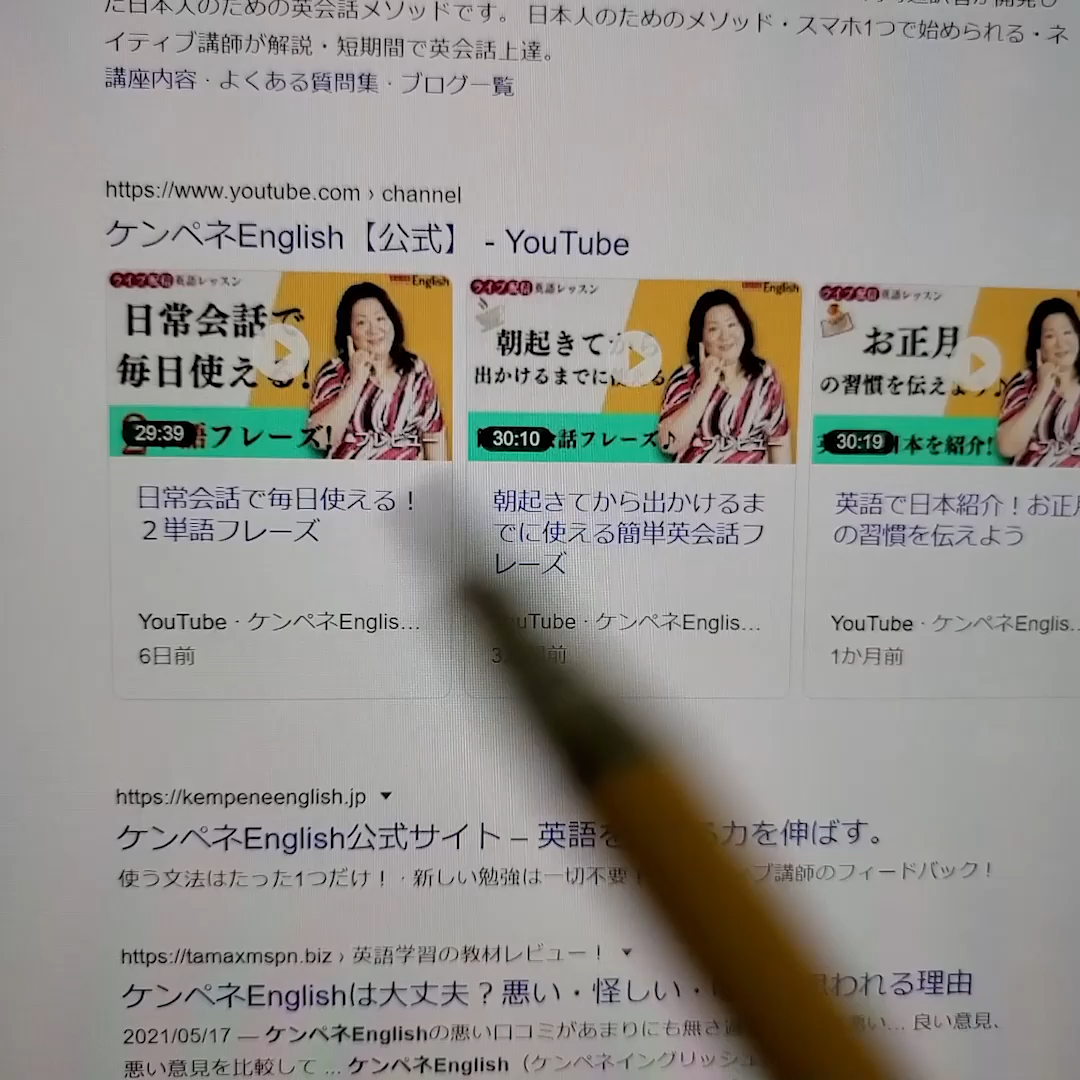 た日本人のための英会話メソッドです。 日本人のためのメソッド・スマホ1つで始められる・ネ
イティブ講師が解説・短期間で英会話上達。
講座内容・よくある質問集・ブログ一覧
https://www.youtube.com › channel
ケンペネEnglish【公式】 - YouTube
ライブ配信 英語レッスン
English
日常会話で
毎日使える!
語フレーズ!
29:39
プレビュー
ライブ配信 英語レッスン
English
朝起きてから
出かけるまでに使える
会話フレーズ♪
30:10
プレビュー
ライブ配信 英語レッスン
お正月
の習慣を伝えよう♪
日本を紹介!
30:19
日常会話で毎日使える！
２単語フレーズ
朝起きてから出かけるま
でに使える簡単英会話フ
レーズ
英語で日本紹介！お正月
の習慣を伝えよう
YouTube · ケンペネEnglis...
YouTube · ケンペネEnglis...
YouTube · ケンペネEnglis...
6日前
前
1か月前
https://kempeneenglish.jp
ケンペネEnglish公式サイト – 英語を 力を伸ばす。
使う文法はたった1つだけ！・新しい勉強は一切不要！ 講師のフィードバック！
https://tamaxmspn.biz › 英語学習の教材レビュー！
ケンペネEnglishは大丈夫？悪い・怪しい・ われる理由
2021/05/17 — ケンペネEnglishの悪い口コミがあまりにも無さ ... 良い意見、
悪い意見を比較して ... ケンペネEnglish（ケンペネイングリッシュ